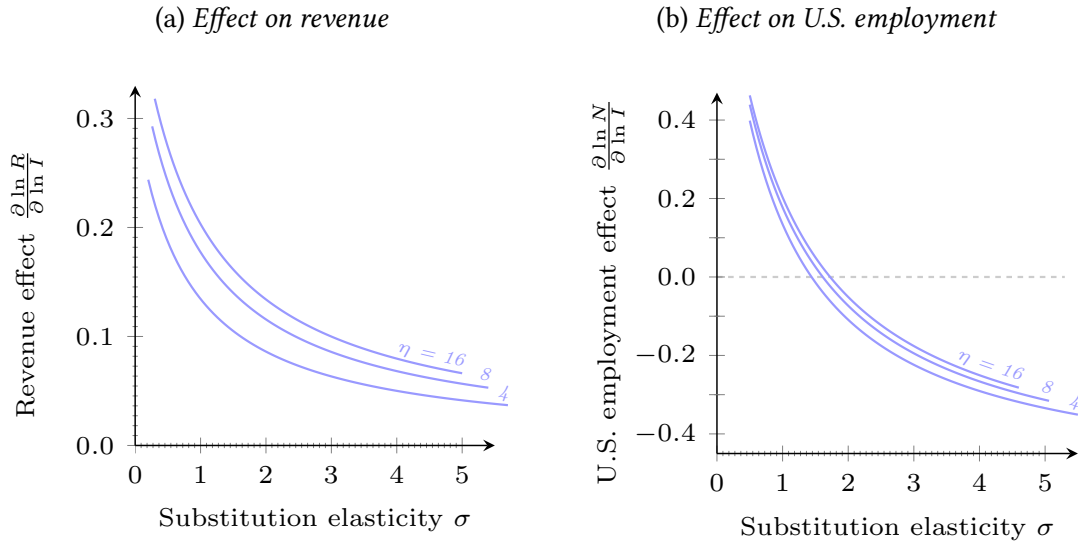 (a) Effect on revenue
Revenue effect ∂ ln R / ∂ ln I
0.3
0.2
0.1
0.0
η = 16
8
4
0 1 2 3 4 5
Substitution elasticity σ
(b) Effect on U.S. employment
U.S. employment effect ∂ ln N / ∂ ln I
0.4
0.2
0.0
−0.2
−0.4
η = 16
8
4
0 1 2 3 4 5
Substitution elasticity σ